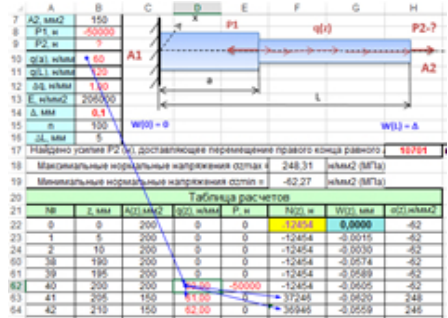 A B C D E F G H
7 A2, мм2 150
8 P1, н -50000
9 P2, н ?
10 q(a), н/мм 60
11 q(L), н/мм 120
12 Δq, н/мм 1.00
13 E, н/мм2 206000
14 Δ, мм 0,1
15 n 100
16 ΔL, мм 5
x
P1
q(z)
P2-?
A1
A2
a
L
W(0) = 0
W(L) = Δ
17 Найдено усилие P2 (н), доставляющее перемещение правого конца равного 10701
18 Максимальные нормальные напряжения σzmax = 248,31 н/мм2 (МПа)
19 Минимальные нормальные напряжения σzmin = -62,27 н/мм2 (МПа)
20 Таблица расчетов
21 № z, мм A(z), мм2 q(z), н/мм P, н N(z), н W(z), мм σ(z), н/мм2
22 0 0 200 0 0 -12454 0,0000 -62
23 1 5 200 0 0 -12454 -0,0015 -62
24 2 10 200 0 0 -12454 -0,0030 -62
60 38 190 200 0 0 -12454 -0,0574 -62
61 39 195 200 0 0 -12454 -0,0589 -62
62 40 200 200 -50000 -12454 -0,0605 -62
63 41 205 150 61,00 0 37246 -0,0620 248
64 42 210 150 62,00 0 36946 -0,0559 246